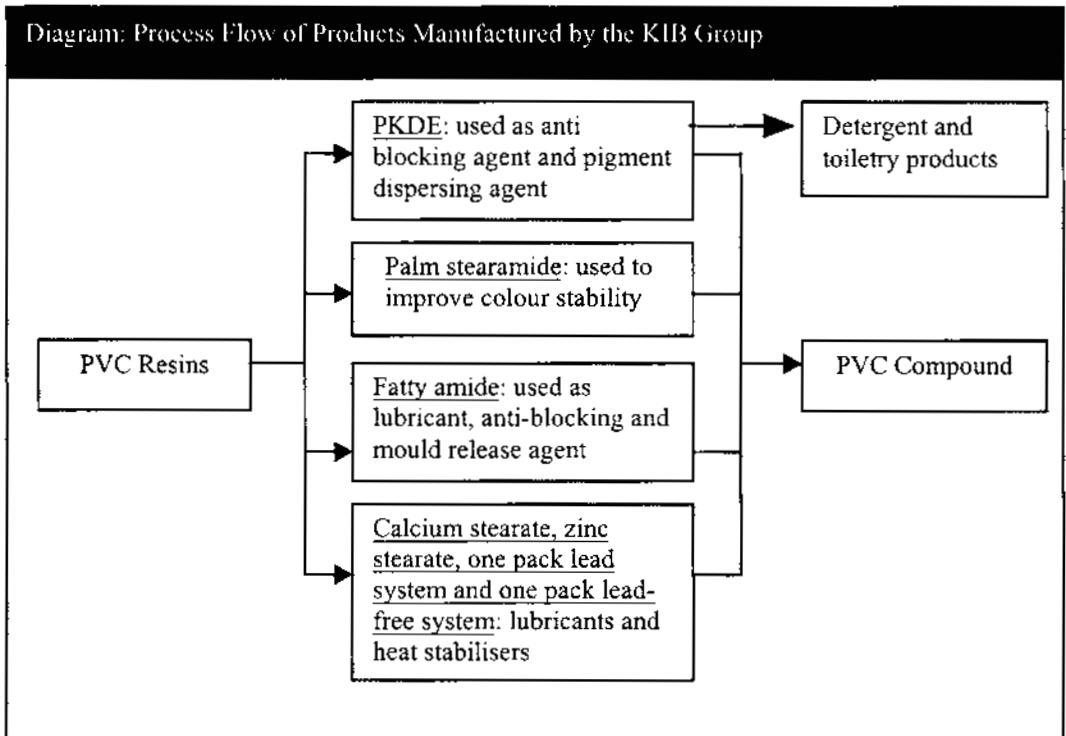 Diagram: Process Flow of Products Manufactured by the KIB Group
PKDE: used as anti
blocking agent and pigment
dispersing agent
Detergent and
toiletry products
Palm stearamide: used to
improve colour stability
PVC Resins
PVC Compound
Fatty amide: used as
lubricant, anti-blocking and
mould release agent
Calcium stearate, zinc
stearate, one pack lead
system and one pack lead-
free system: lubricants and
heat stabilisers